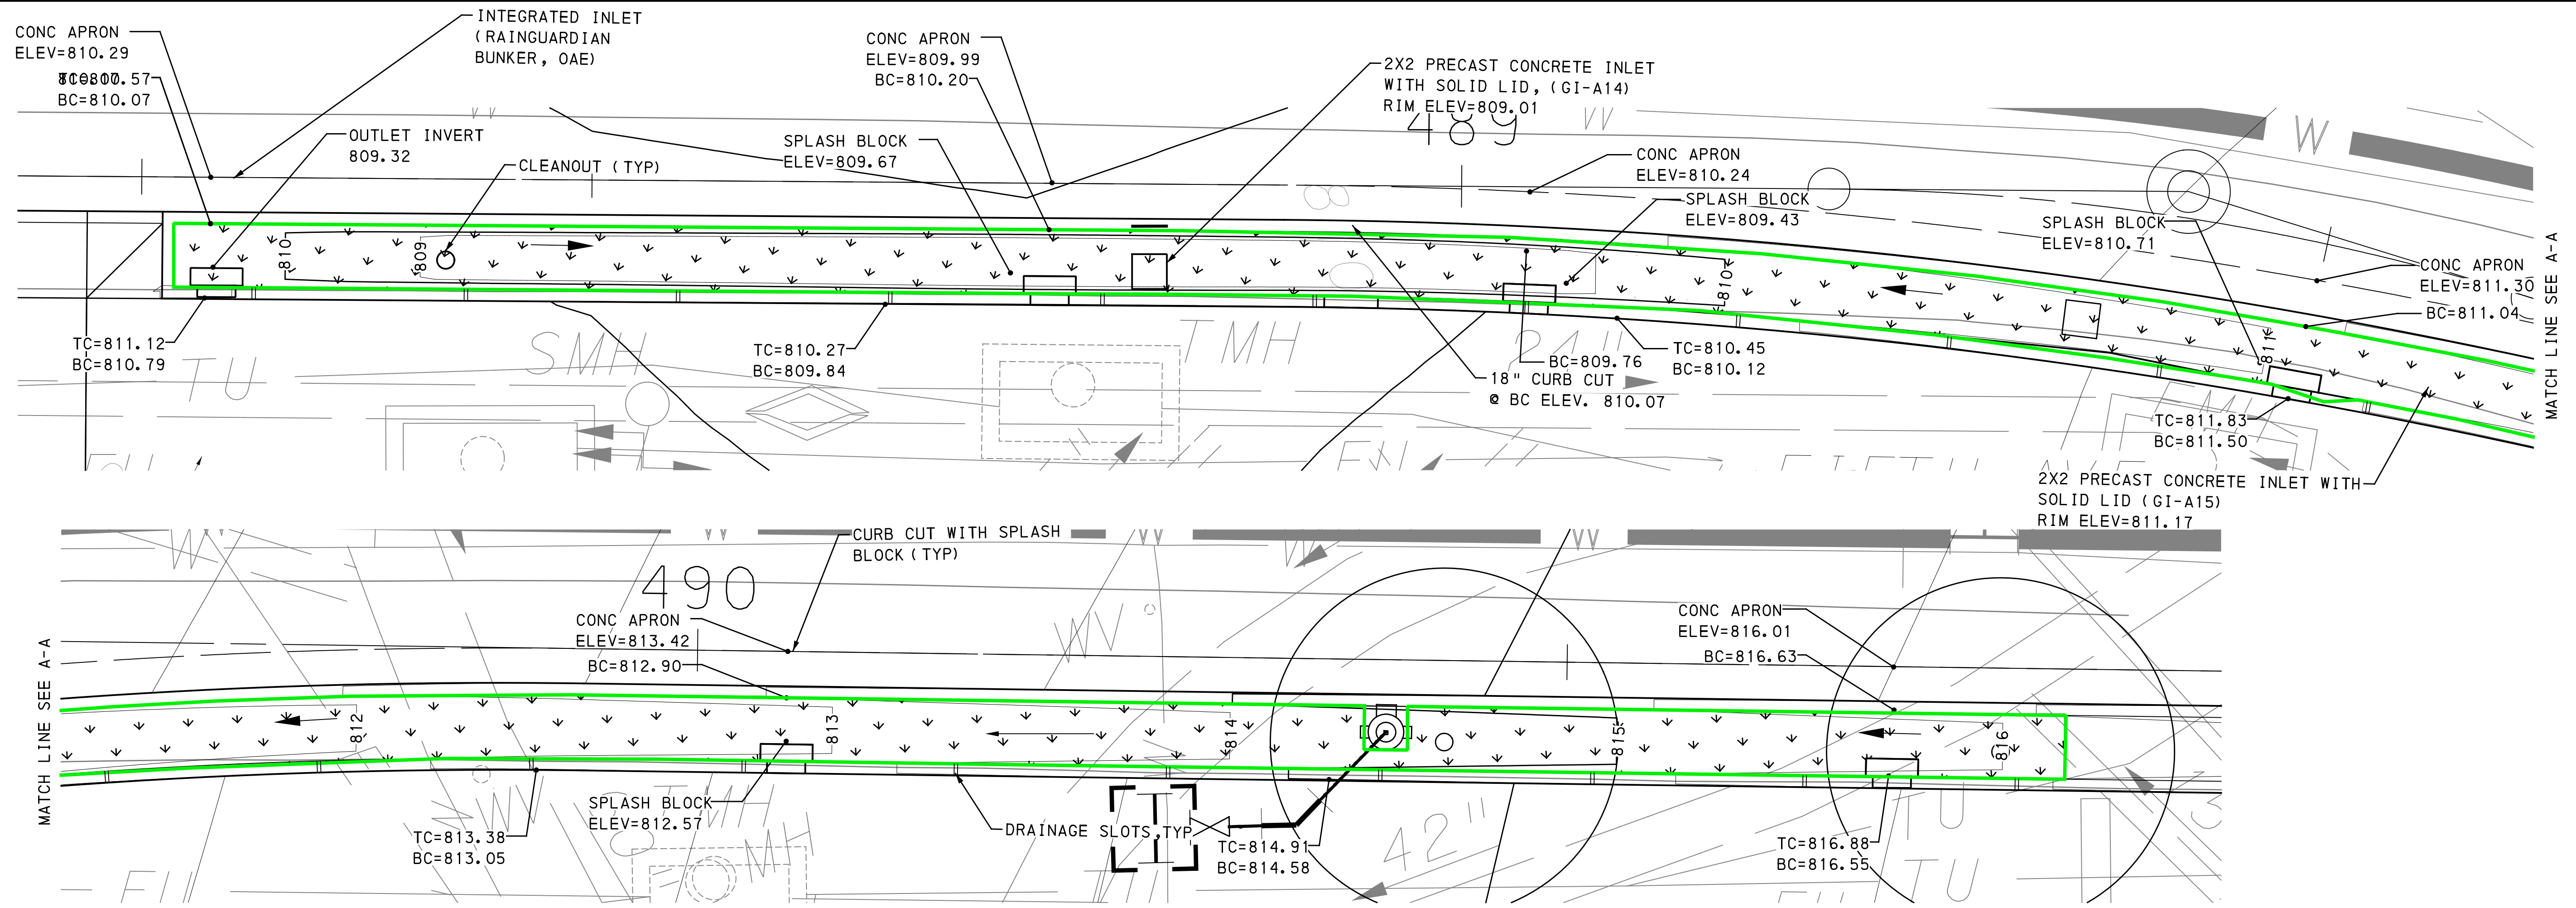 CONC APRON
ELEV=810.29
BC=810.07
INTEGRATED INLET
(RAINGUARDIAN
BUNKER, OAE)
OUTLET INVERT
809.32
CLEANOUT (TYP)
SPLASH BLOCK
ELEV=809.67
CONC APRON
ELEV=809.99
BC=810.20
2X2 PRECAST CONCRETE INLET
WITH SOLID LID, (GI-A14)
RIM ELEV=809.01
489
W
W
W
CONC APRON
ELEV=810.24
SPLASH BLOCK
ELEV=809.43
SPLASH BLOCK
ELEV=810.71
CONC APRON
ELEV=811.30
BC=811.04
MATCH LINE SEE A-A
810
809
810
811
TC=811.12
BC=810.79
TU
SMH
TC=810.27
BC=809.84
TMH
24"
BC=809.76
18" CURB CUT
@ BC ELEV. 810.07
TC=810.45
BC=810.12
TC=811.83
BC=811.50
2X2 PRECAST CONCRETE INLET WITH
SOLID LID (GI-A15)
RIM ELEV=811.17
MATCH LINE SEE A-A
W
W
W
490
CURB CUT WITH SPLASH
BLOCK (TYP)
CONC APRON
ELEV=813.42
BC=812.90
WV
CONC APRON
ELEV=816.01
BC=816.63
812
813
814
815
816
TC=813.38
BC=813.05
SPLASH BLOCK
ELEV=812.57
MH
DRAINAGE SLOTS,TYP
TC=814.91
BC=814.58
42"
TC=816.88
BC=816.55
TU
TU